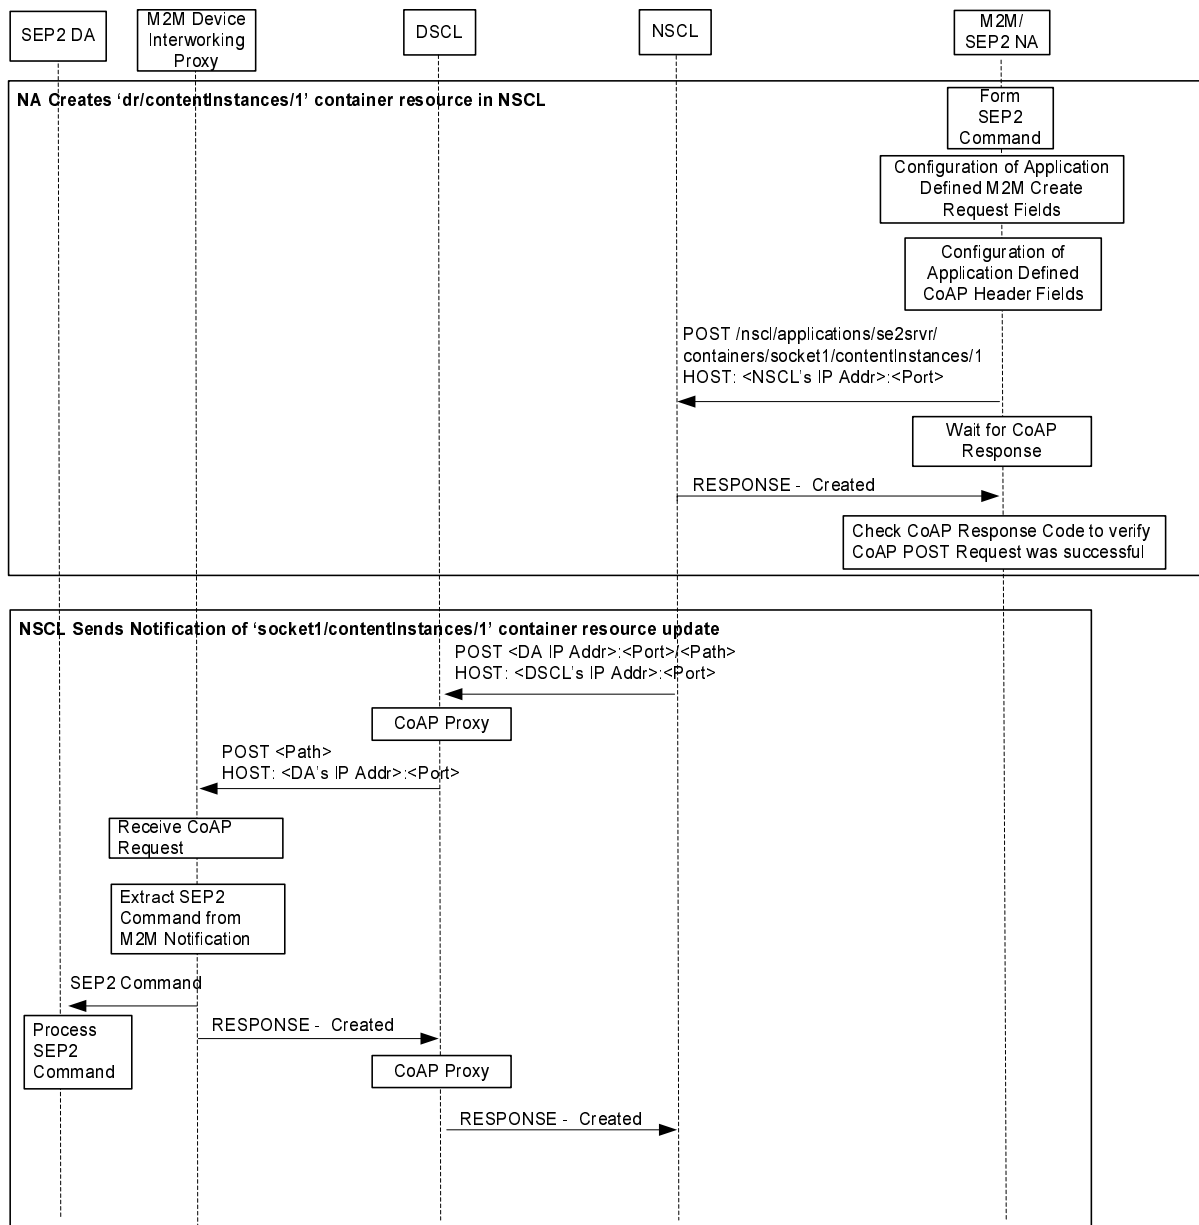 SEP2 DA
M2M Device
Interworking
Proxy
DSCL
NSCL
M2M/
SEP2 NA
NA Creates ‘dr/contentInstances/1’ container resource in NSCL
Form
SEP2
Command
Configuration of Application
Defined M2M Create
Request Fields
Configuration of
Application Defined
CoAP Header Fields
POST /nscl/applications/se2srvr/
containers/socket1/contentInstances/1
HOST: <NSCL’s IP Addr>:<Port>
Wait for CoAP
Response
RESPONSE - Created
Check CoAP Response Code to verify
CoAP POST Request was successful
NSCL Sends Notification of ‘socket1/contentInstances/1’ container resource update
POST <DA IP Addr>:<Port>/<Path>
HOST: <DSCL’s IP Addr>:<Port>
CoAP Proxy
POST <Path>
HOST: <DA’s IP Addr>:<Port>
Receive CoAP
Request
Extract SEP2
Command from
M2M Notification
SEP2 Command
Process
SEP2
Command
RESPONSE - Created
CoAP Proxy
RESPONSE - Created